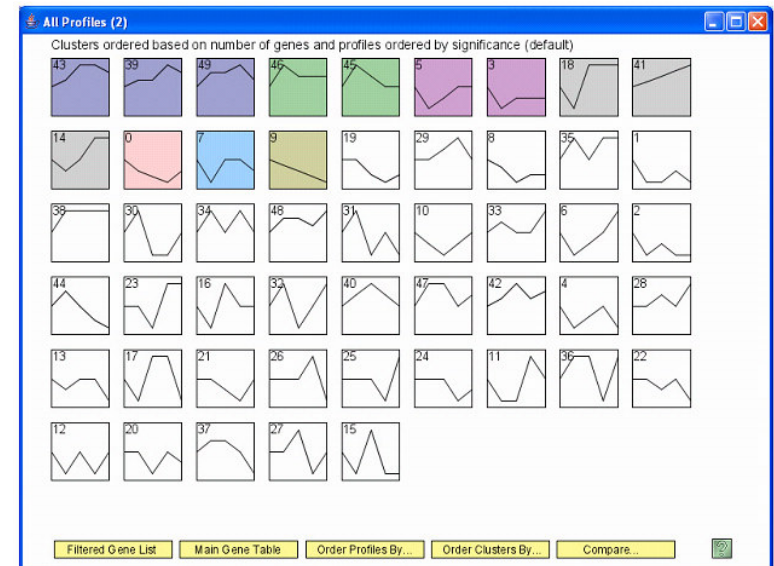 All Profiles (2)
Clusters ordered based on number of genes and profiles ordered by significance (default)
43 39 49 46 45 5 3 18 41
14 0 7 9 19 29 8 35 1
38 30 34 48 31 10 33 6 2
44 23 16 32 40 47 42 4 28
13 17 21 26 25 24 11 36 22
12 20 37 27 15
Filtered Gene List Main Gene Table Order Profiles By... Order Clusters By... Compare... ?